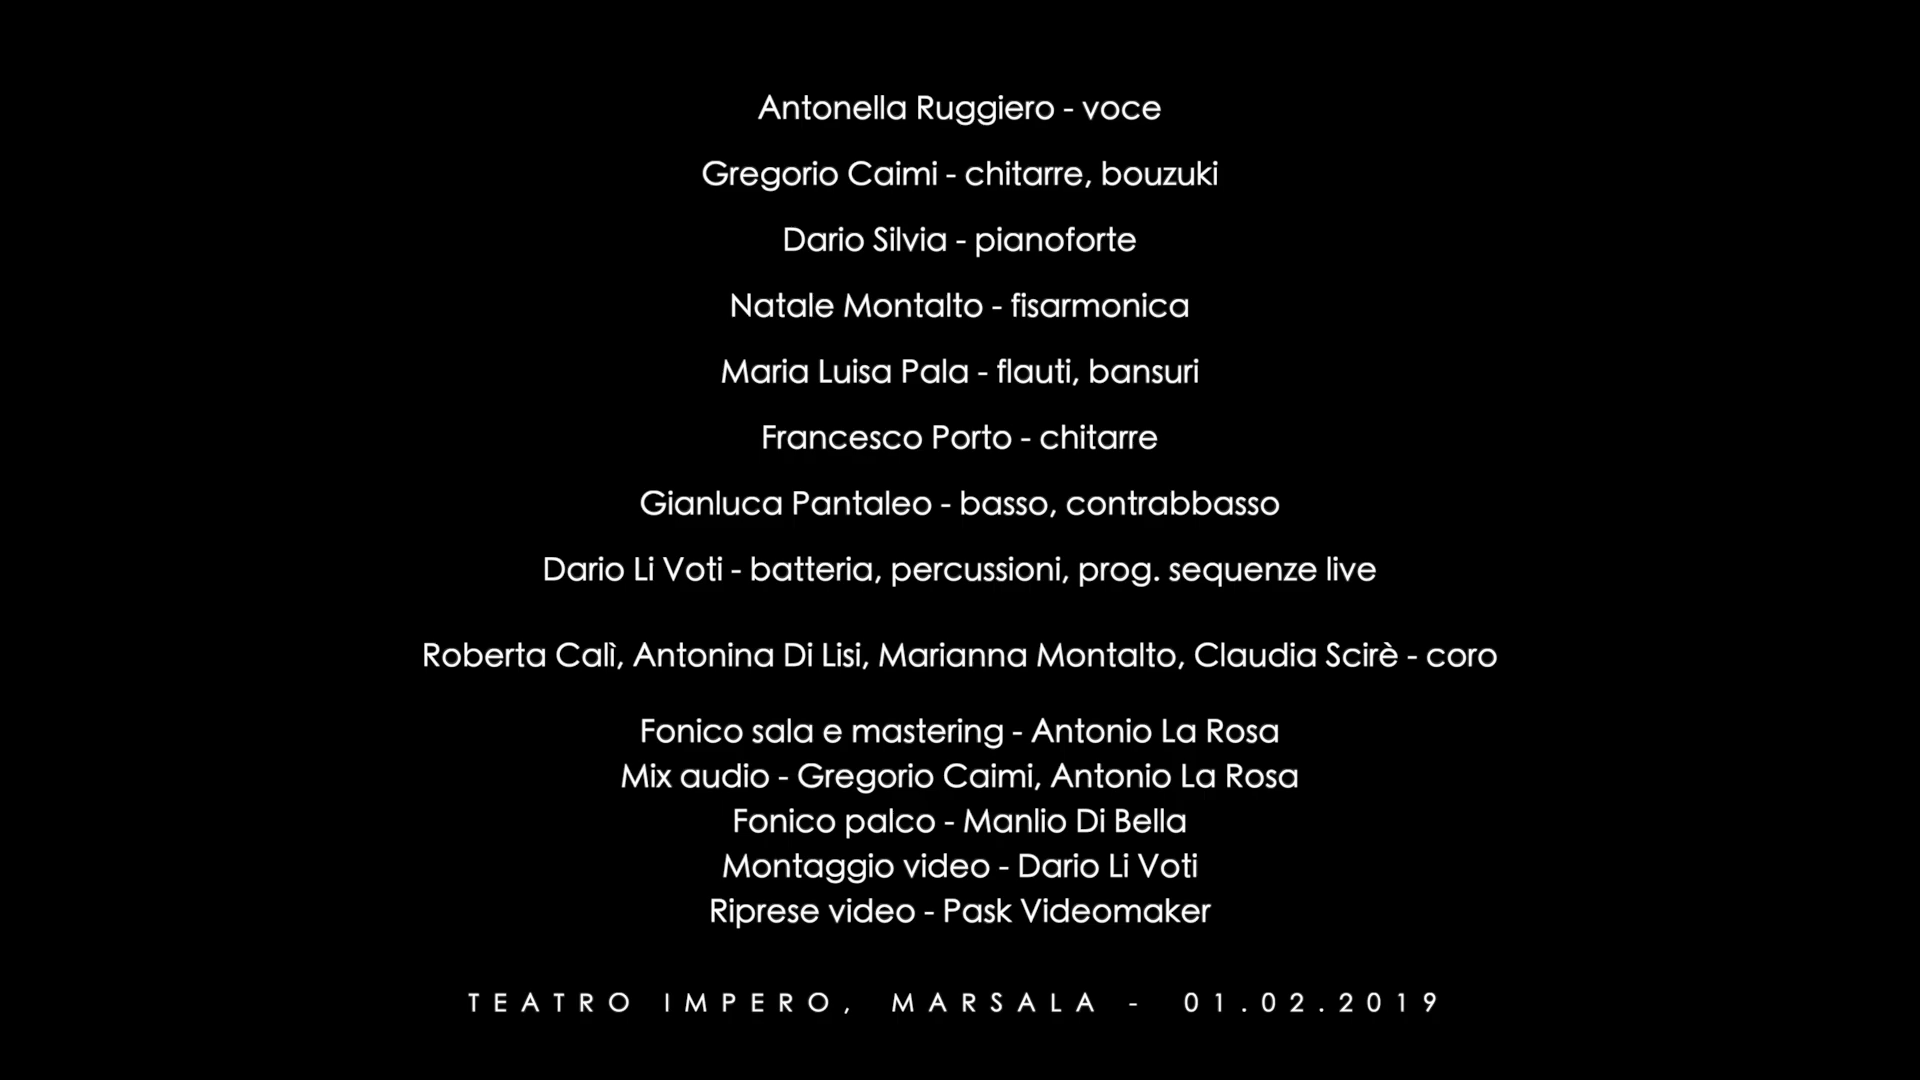 Antonella Ruggiero - voce
Gregorio Caimi - chitarre, bouzuki
Dario Silvia - pianoforte
Natale Montalto - fisarmonica
Maria Luisa Pala - flauti, bansuri
Francesco Porto - chitarre
Gianluca Pantaleo - basso, contrabbasso
Dario Li Voti - batteria, percussioni, prog. sequenze live
Roberta Calì, Antonina Di Lisi, Marianna Montalto, Claudia Scirè - coro
Fonico sala e mastering - Antonio La Rosa
Mix audio - Gregorio Caimi, Antonio La Rosa
Fonico palco - Manlio Di Bella
Montaggio video - Dario Li Voti
Riprese video - Pask Videomaker
TEATRO IMPERO, MARSALA - 01.02.2019